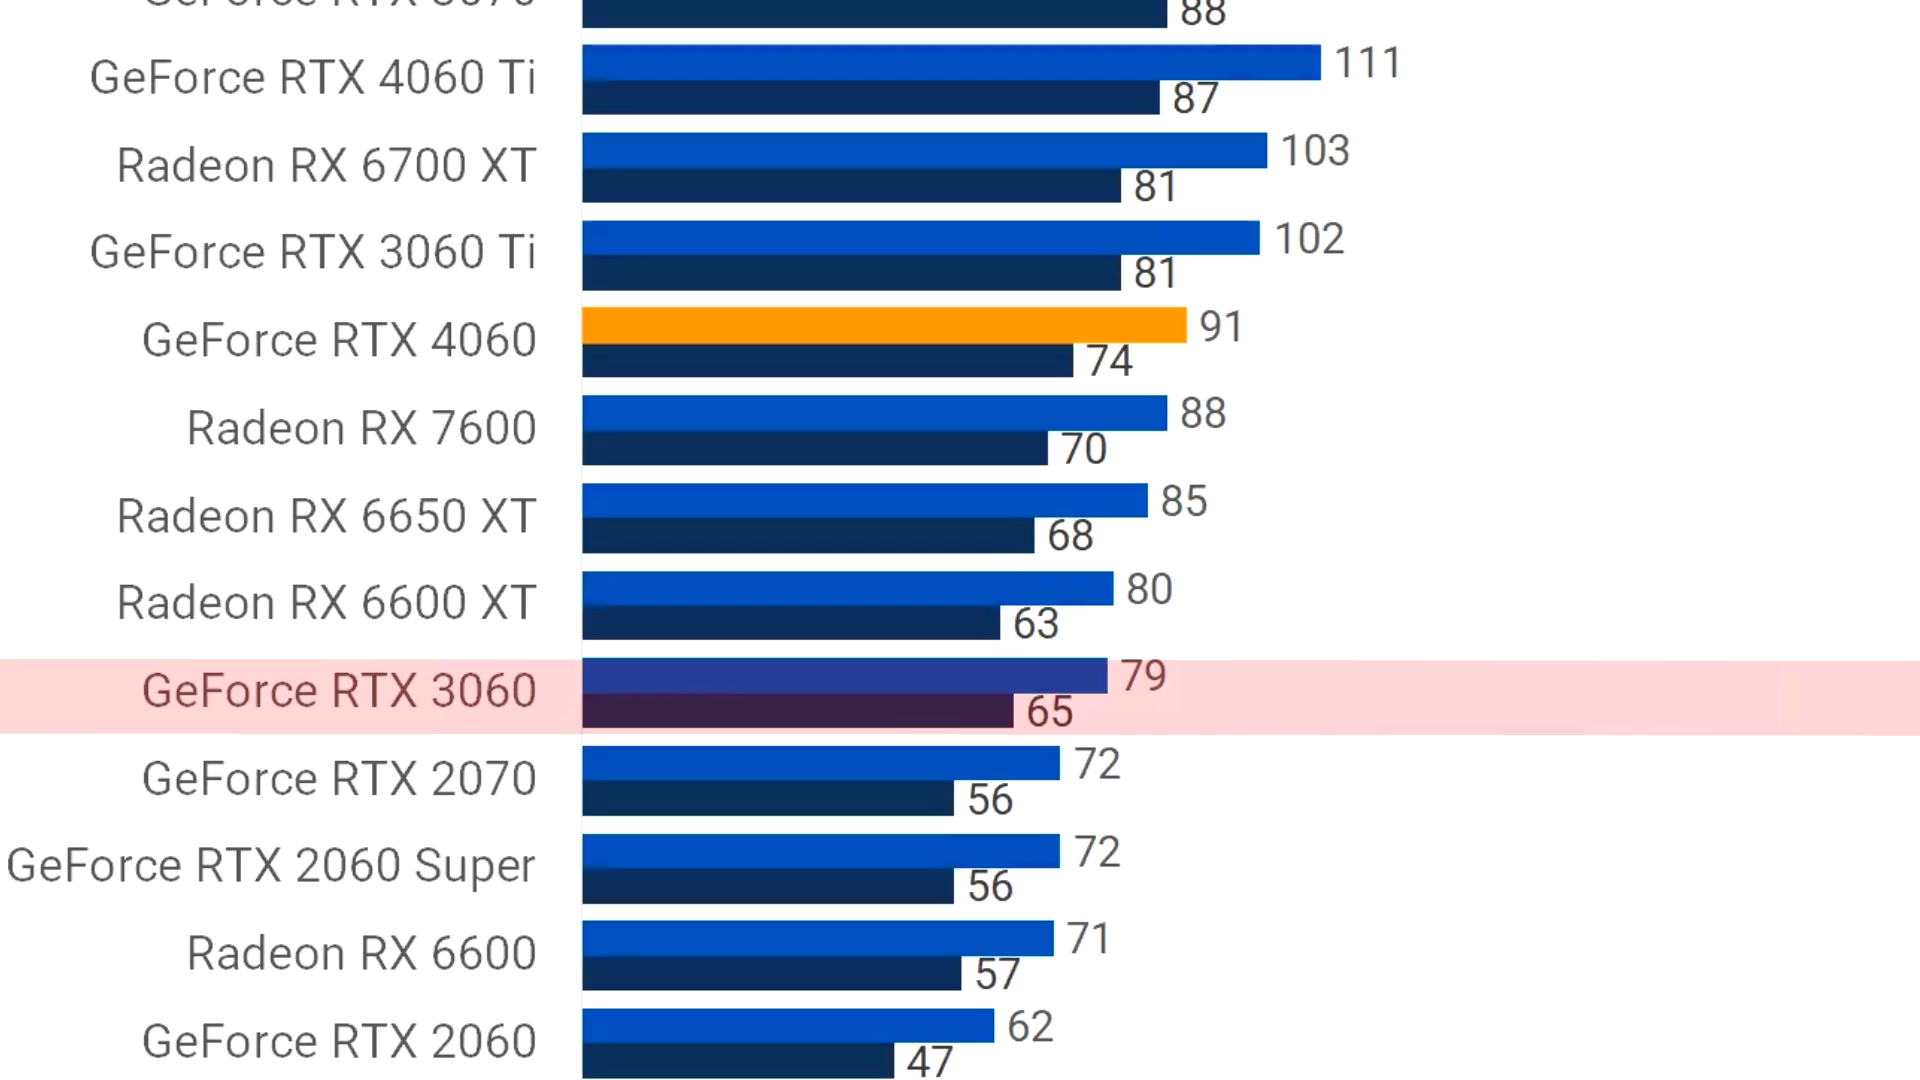 88
GeForce RTX 4060 Ti 111
87
Radeon RX 6700 XT 103
81
GeForce RTX 3060 Ti 102
81
GeForce RTX 4060 91
74
Radeon RX 7600 88
70
Radeon RX 6650 XT 85
68
Radeon RX 6600 XT 80
63
GeForce RTX 3060 79
65
GeForce RTX 2070 72
56
GeForce RTX 2060 Super 72
56
Radeon RX 6600 71
57
GeForce RTX 2060 62
47